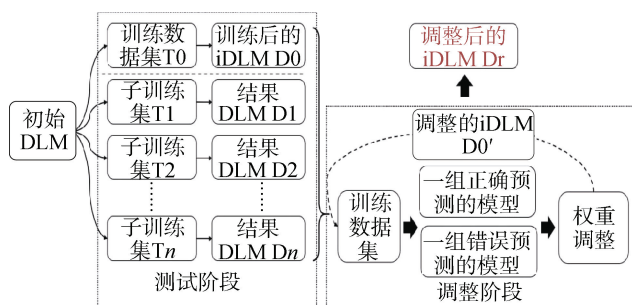 初始
DLM
训练数
据集T0
训练后的
iDLM D0
子训练
集T1
结果
DLM D1
子训练
集T2
结果
DLM D2
子训练
集Tn
结果
DLM Dn
测试阶段
调整后的
iDLM Dr
调整的iDLM
D0′
训练
数据
集
一组正确预
测的模型
一组错误预
测的模型
权重
调整
调整阶段